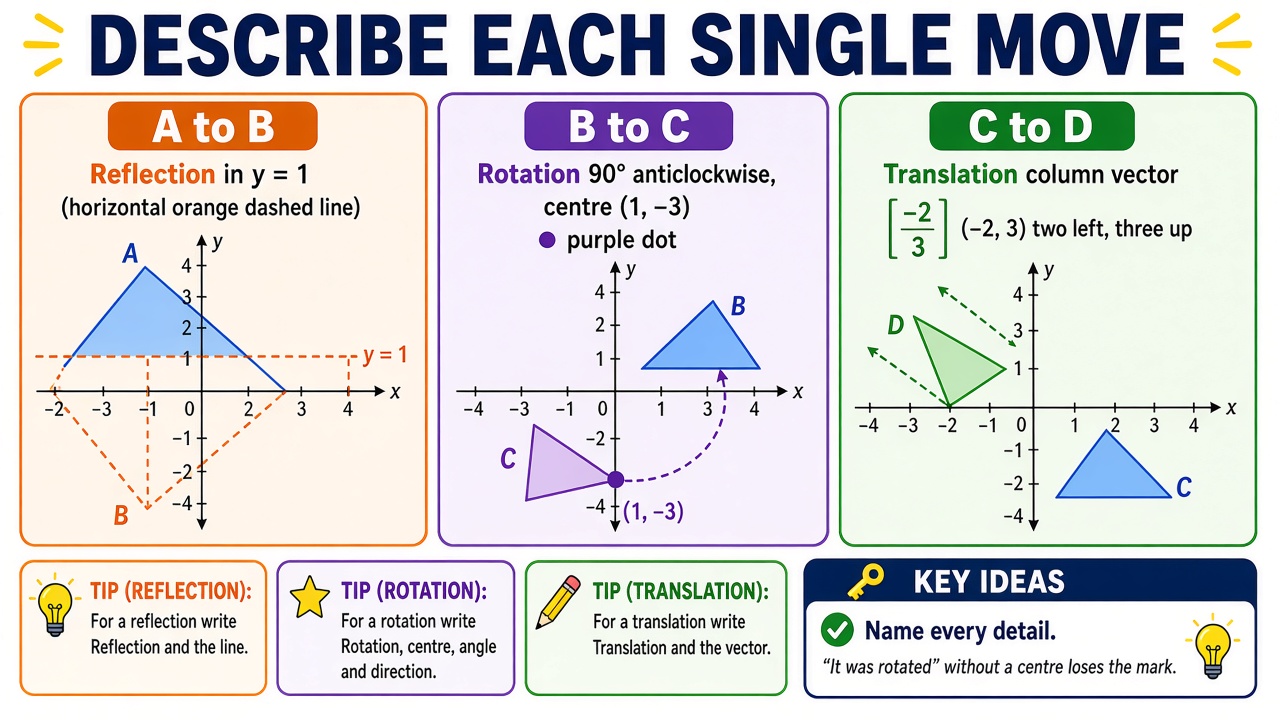 DESCRIBE EACH SINGLE MOVE
A to B
Reflection in y = 1
(horizontal orange dashed line)
y
A
4
3
2
1
y = 1
x
−2 −3 −1 0 2 3 4
−1
−2
−4
B
B to C
Rotation 90° anticlockwise,
centre (1, −3)
purple dot
y
4
B
2
1
x
−4 −3 −1 0 1 3 4
−2
C
−4 (1, −3)
C to D
Translation column vector
−2
3
(−2, 3) two left, three up
y
4
D
3
1
x
−4 −3 −2 −1 0 1 2 3 4
−1
−2
C
−4
TIP (REFLECTION):
For a reflection write
Reflection and the line.
TIP (ROTATION):
For a rotation write
Rotation, centre, angle
and direction.
TIP (TRANSLATION):
For a translation write
Translation and the vector.
KEY IDEAS
Name every detail.
“It was rotated” without a centre loses the mark.